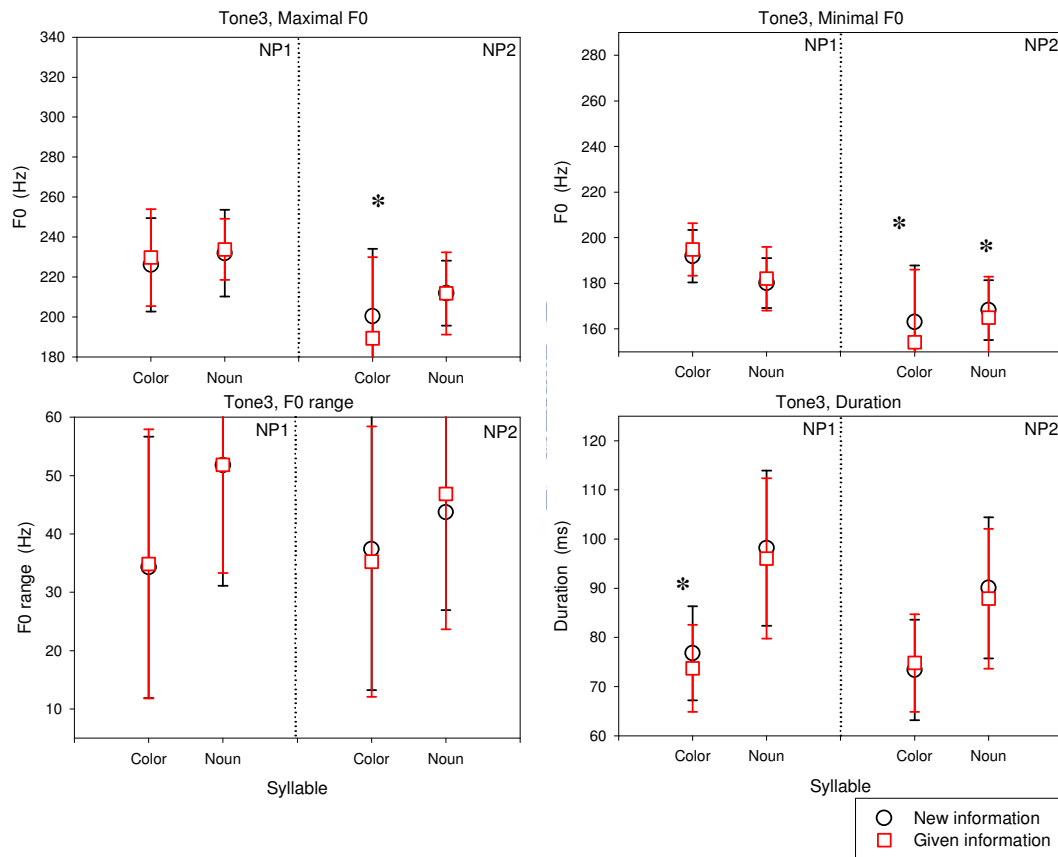 Tone3, Maximal F0
NP1
NP2
F0 (Hz)
340
320
300
280
260
240
220
200
180
*
Color
Noun
Color
Noun
Tone3, Minimal F0
NP1
NP2
F0 (Hz)
280
260
240
220
200
180
160
*
*
Color
Noun
Color
Noun
Tone3, F0 range
NP1
NP2
F0 range (Hz)
60
50
40
30
20
10
Color
Noun
Color
Noun
Syllable
Tone3, Duration
NP1
NP2
Duration (ms)
120
110
100
90
80
70
60
*
Color
Noun
Color
Noun
Syllable
New information
Given information